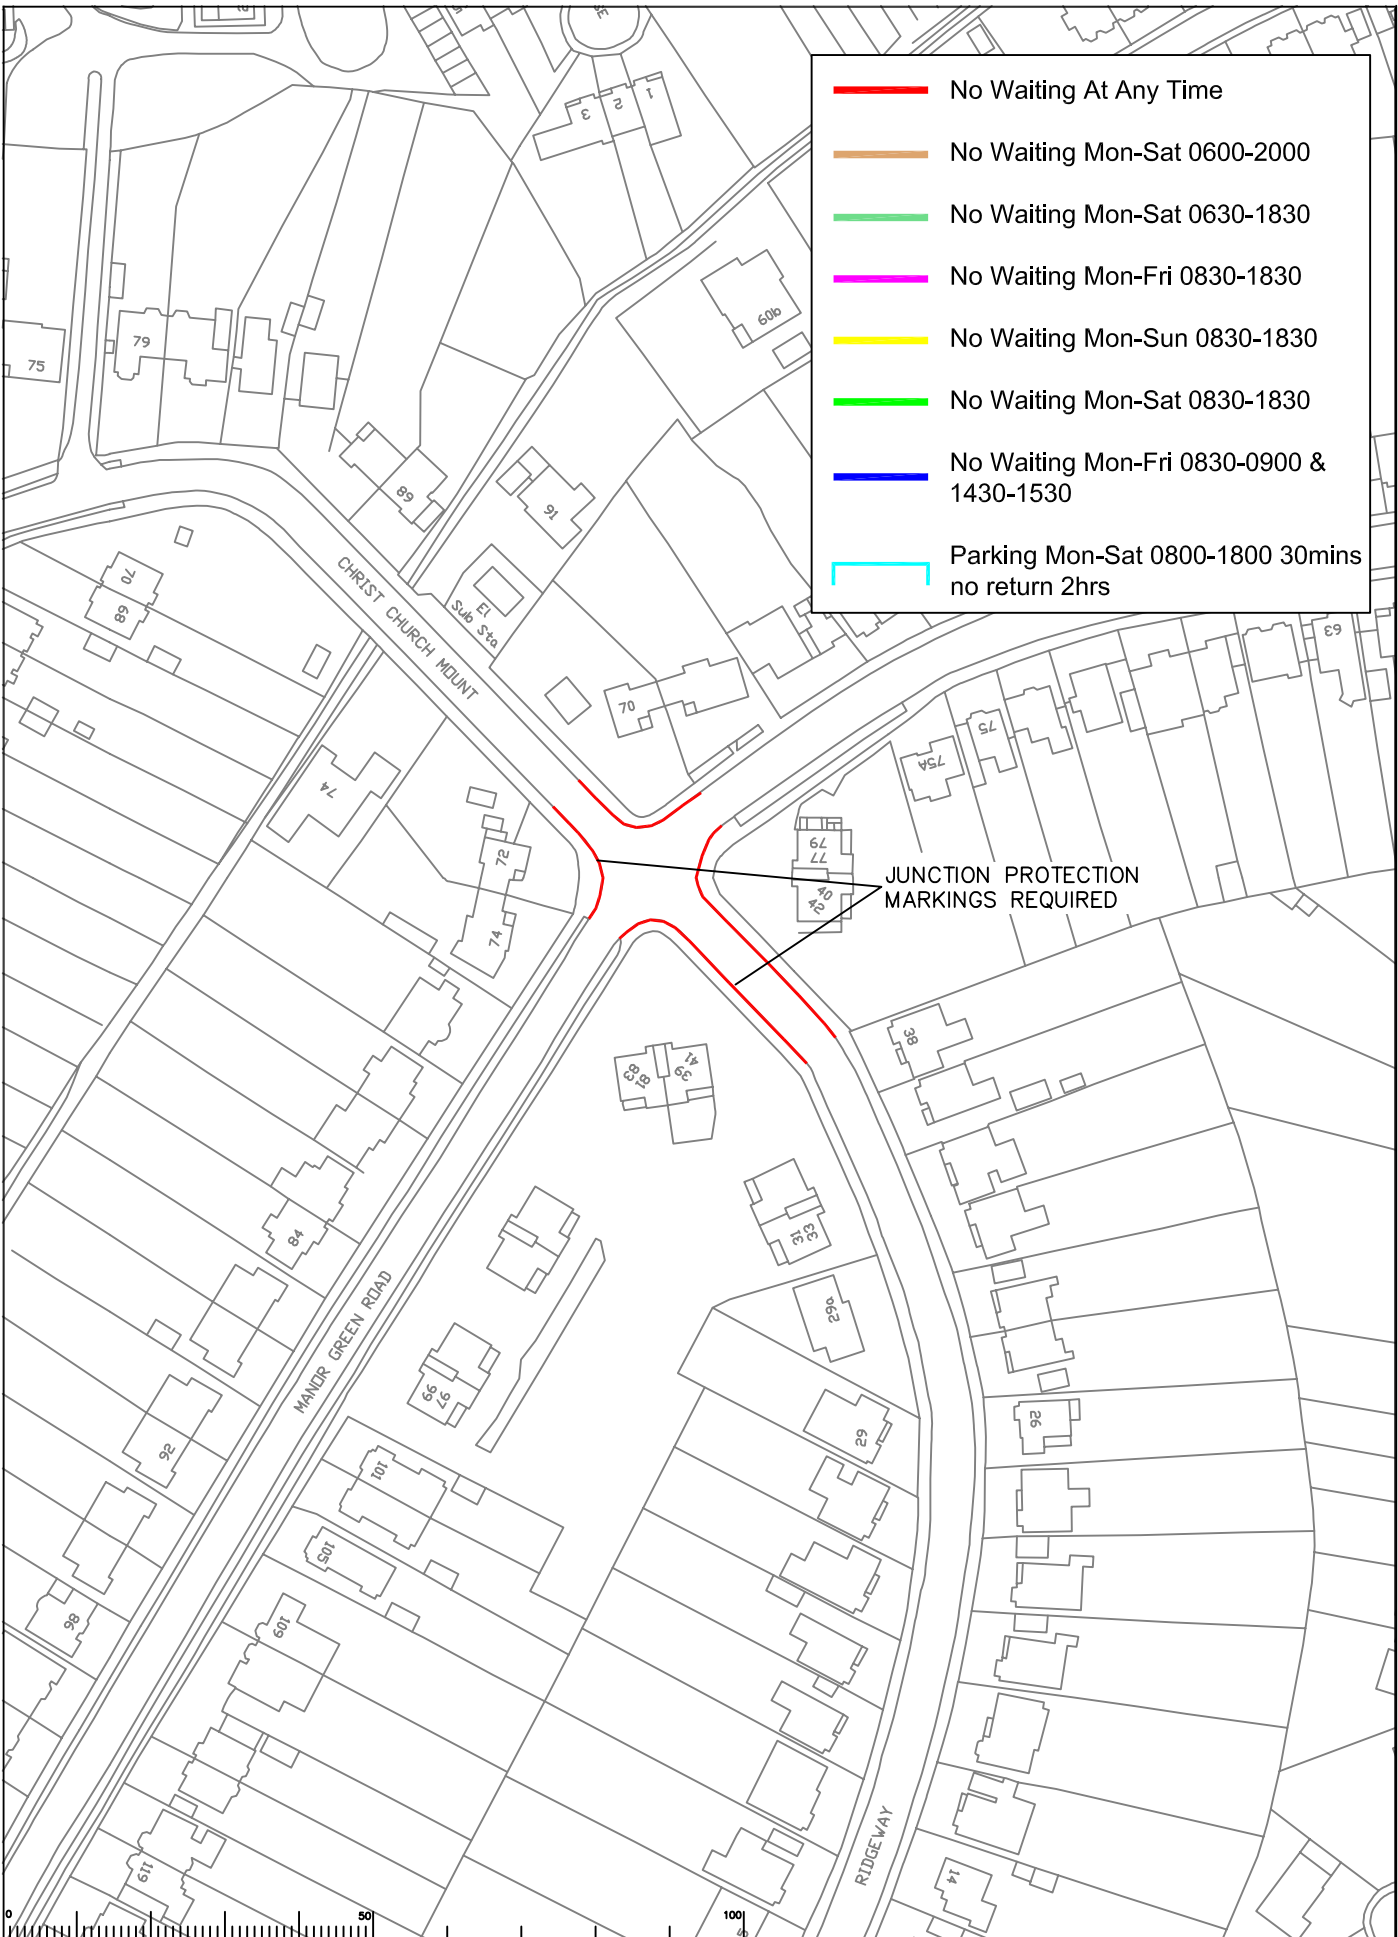 No Waiting At Any Time
No Waiting Mon-Sat 0600-2000
No Waiting Mon-Sat 0630-1830
No Waiting Mon-Fri 0830-1830
No Waiting Mon-Sun 0830-1830
No Waiting Mon-Sat 0830-1830
No Waiting Mon-Fri 0830-0900 &
1430-1530
Parking Mon-Sat 0800-1800 30mins
no return 2hrs
3
2
1
60b
75
79
89
91
El
Sub Sta
CHRIST CHURCH MOUNT
70
68
70
63
75
75A
74
72
74
79
77
40
42
JUNCTION PROTECTION
MARKINGS REQUIRED
38
83
81
39
41
31
33
84
29a
MANOR GREEN ROAD
99
97
29
26
92
101
105
98
109
119
RIDGEWAY
14
0
50
100